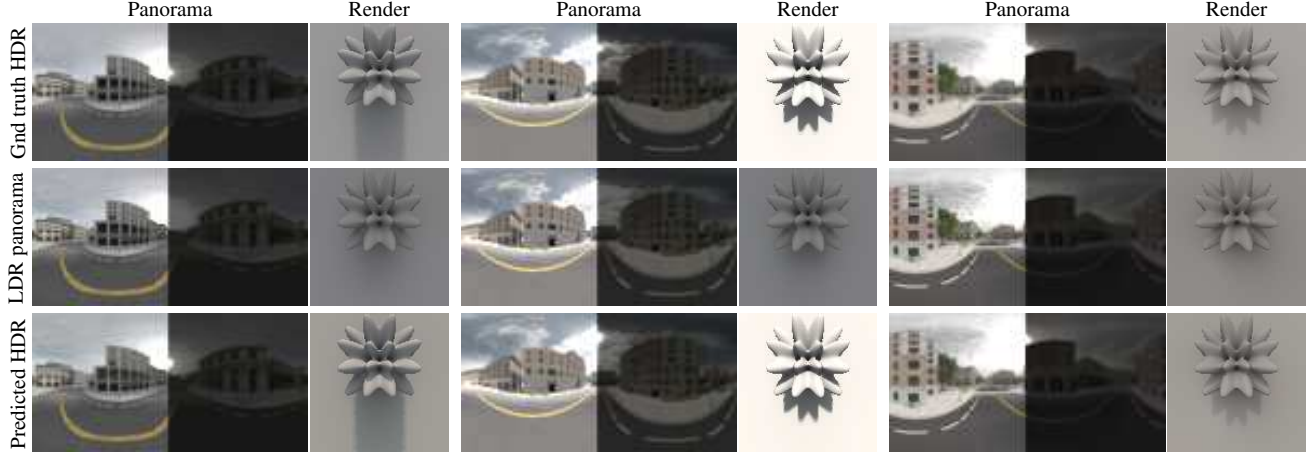 Panorama Render Panorama Render Panorama Render
Gnd truth HDR
LDR panorama
Predicted HDR